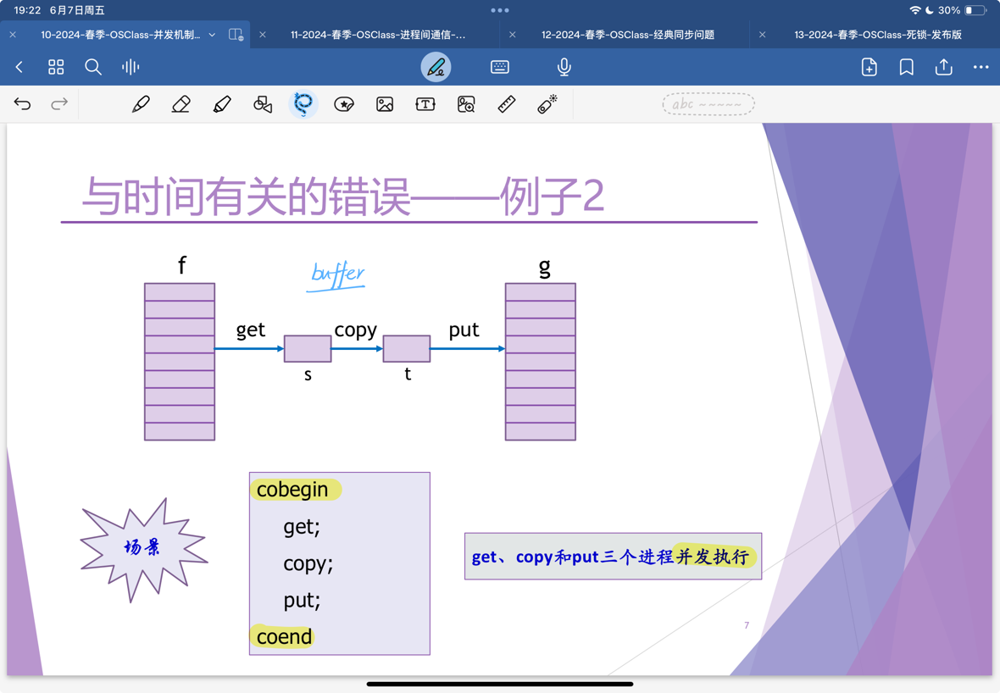 19:22 6月7日周五
30%
10-2024-春季-OSClass-并发机制...
11-2024-春季-OSClass-进程间通信-...
12-2024-春季-OSClass-经典同步问题
13-2024-春季-OSClass-死锁-发布版
abc
与时间有关的错误——例子2
f
buffer
g
get
copy
put
s
t
场景
cobegin
get;
copy;
put;
coend
get、copy和put三个进程并发执行
7